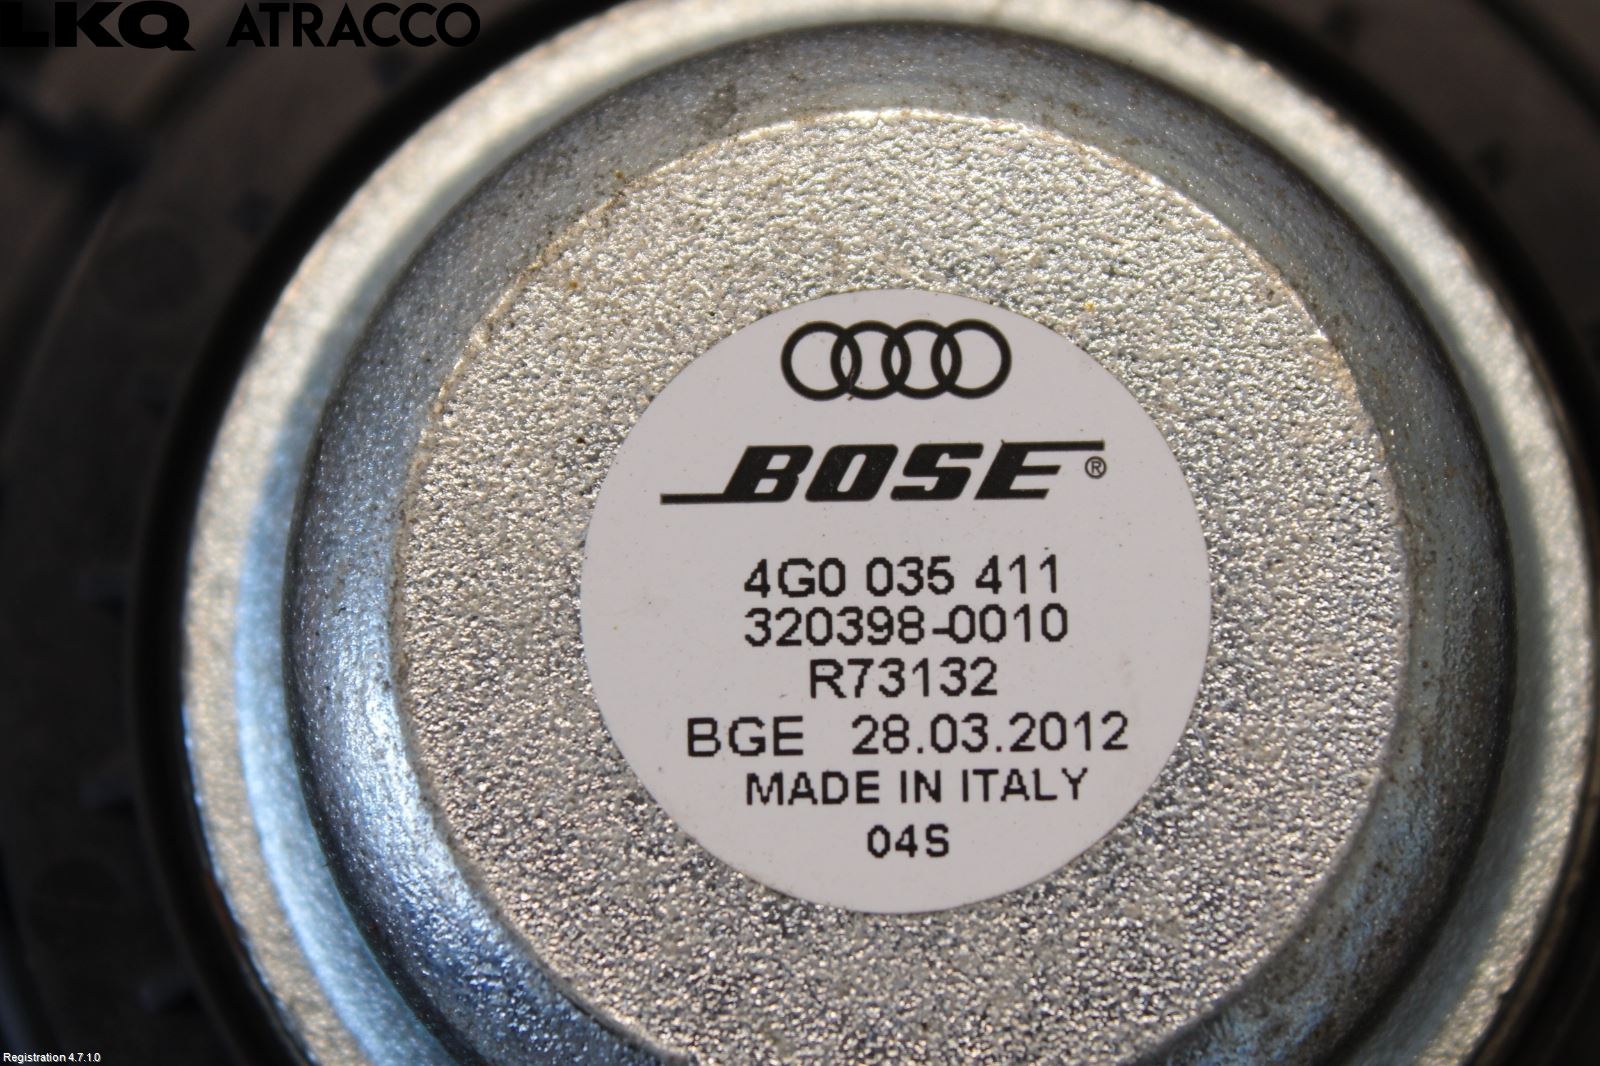 LKQ ATRACCO
BOSE®
4G0 035 411
320398-0010
R73132
BGE 28.03.2012
MADE IN ITALY
04S
Registration 4.7.1.0